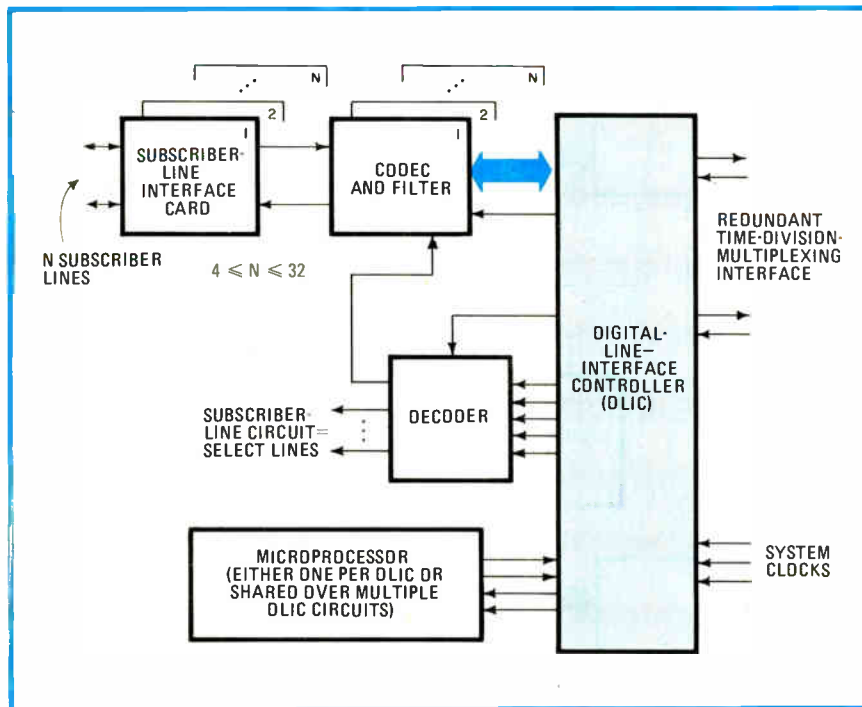 N
N
2
2
1
1
SUBSCRIBER-
LINE
INTERFACE
CARD
CODEC
AND FILTER
N SUBSCRIBER
LINES
4 ⩽ N ⩽ 32
REDUNDANT
TIME-DIVISION-
MULTIPLEXING
INTERFACE
DIGITAL-
LINE–
INTERFACE
CONTROLLER
(DLIC)
DECODER
SUBSCRIBER-
LINE CIRCUIT=
SELECT LINES
MICROPROCESSOR
(EITHER ONE PER DLIC OR
SHARED OVER MULTIPLE
DLIC CIRCUITS)
SYSTEM
CLOCKS